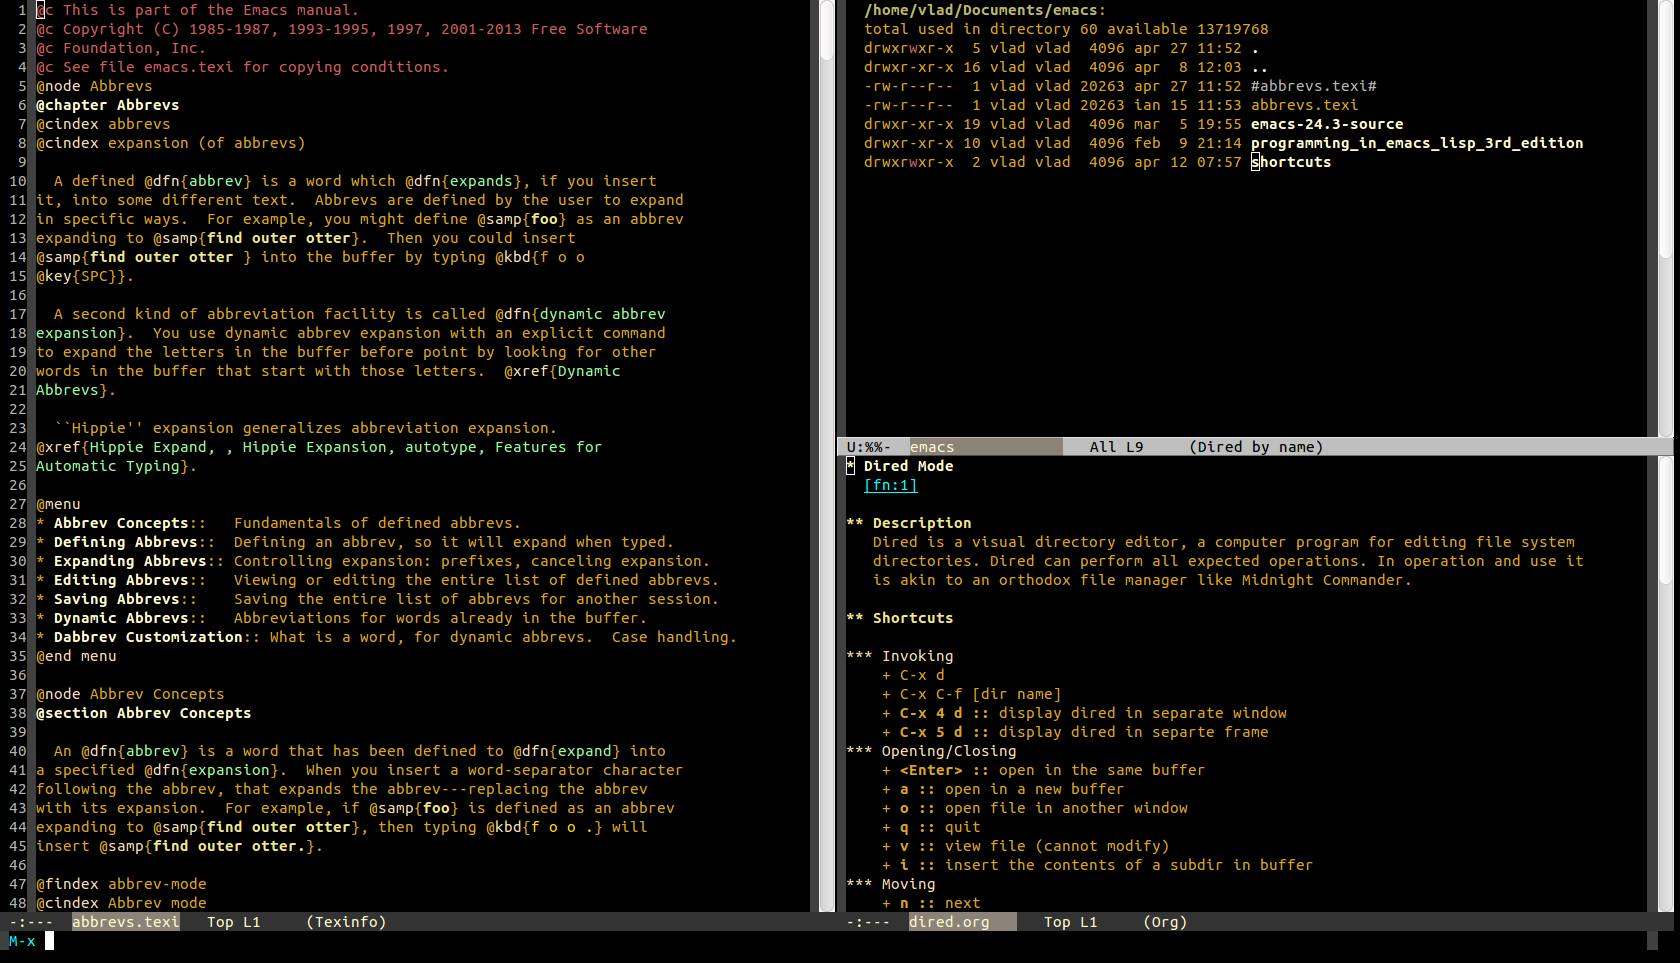 1 @c This is part of the Emacs manual.
2 @c Copyright (C) 1985-1987, 1993-1995, 1997, 2001-2013 Free Software
3 @c Foundation, Inc.
4 @c See file emacs.texi for copying conditions.
5 @node Abbrevs
6 @chapter Abbrevs
7 @cindex abbrevs
8 @cindex expansion (of abbrevs)
9
10   A defined @dfn{abbrev} is a word which @dfn{expands}, if you insert
11 it, into some different text.  Abbrevs are defined by the user to expand
12 in specific ways.  For example, you might define @samp{foo} as an abbrev
13 expanding to @samp{find outer otter}.  Then you could insert
14 @samp{find outer otter } into the buffer by typing @kbd{f o o
15 @key{SPC}}.
16
17   A second kind of abbreviation facility is called @dfn{dynamic abbrev
18 expansion}.  You use dynamic abbrev expansion with an explicit command
19 to expand the letters in the buffer before point by looking for other
20 words in the buffer that start with those letters.  @xref{Dynamic
21 Abbrevs}.
22
23   ``Hippie'' expansion generalizes abbreviation expansion.
24 @xref{Hippie Expand, , Hippie Expansion, autotype, Features for
25 Automatic Typing}.
26
27 @menu
28 * Abbrev Concepts::   Fundamentals of defined abbrevs.
29 * Defining Abbrevs::  Defining an abbrev, so it will expand when typed.
30 * Expanding Abbrevs:: Controlling expansion: prefixes, canceling expansion.
31 * Editing Abbrevs::   Viewing or editing the entire list of defined abbrevs.
32 * Saving Abbrevs::    Saving the entire list of abbrevs for another session.
33 * Dynamic Abbrevs::   Abbreviations for words already in the buffer.
34 * Dabbrev Customization:: What is a word, for dynamic abbrevs.  Case handling.
35 @end menu
36
37 @node Abbrev Concepts
38 @section Abbrev Concepts
39
40   An @dfn{abbrev} is a word that has been defined to @dfn{expand} into
41 a specified @dfn{expansion}.  When you insert a word-separator character
42 following the abbrev, that expands the abbrev---replacing the abbrev
43 with its expansion.  For example, if @samp{foo} is defined as an abbrev
44 expanding to @samp{find outer otter}, then typing @kbd{f o o .} will
45 insert @samp{find outer otter.}.
46
47 @findex abbrev-mode
48 @cindex Abbrev mode
-:---  abbrevs.texi   Top L1     (Texinfo)
M-x
/home/vlad/Documents/emacs:
total used in directory 60 available 13719768
drwxrwxr-x  5 vlad vlad  4096 apr 27 11:52 .
drwxr-xr-x 16 vlad vlad  4096 apr  8 12:03 ..
-rw-r--r--  1 vlad vlad 20263 apr 27 11:52 #abbrevs.texi#
-rw-r--r--  1 vlad vlad 20263 ian 15 11:53 abbrevs.texi
drwxr-xr-x 19 vlad vlad  4096 mar  5 19:55 emacs-24.3-source
drwxr-xr-x 10 vlad vlad  4096 feb  9 21:14 programming_in_emacs_lisp_3rd_edition
drwxrwxr-x  2 vlad vlad  4096 apr 12 07:57 shortcuts
U:%%-  emacs               All L9     (Dired by name)
* Dired Mode
[fn:1]
** Description
Dired is a visual directory editor, a computer program for editing file system
directories. Dired can perform all expected operations. In operation and use it
is akin to an orthodox file manager like Midnight Commander.
** Shortcuts
*** Invoking
+ C-x d
+ C-x C-f [dir name]
+ C-x 4 d :: display dired in separate window
+ C-x 5 d :: display dired in separte frame
*** Opening/Closing
+ <Enter> :: open in the same buffer
+ a :: open in a new buffer
+ o :: open file in another window
+ q :: quit
+ v :: view file (cannot modify)
+ i :: insert the contents of a subdir in buffer
*** Moving
+ n :: next
-:---  dired.org      Top L1     (Org)